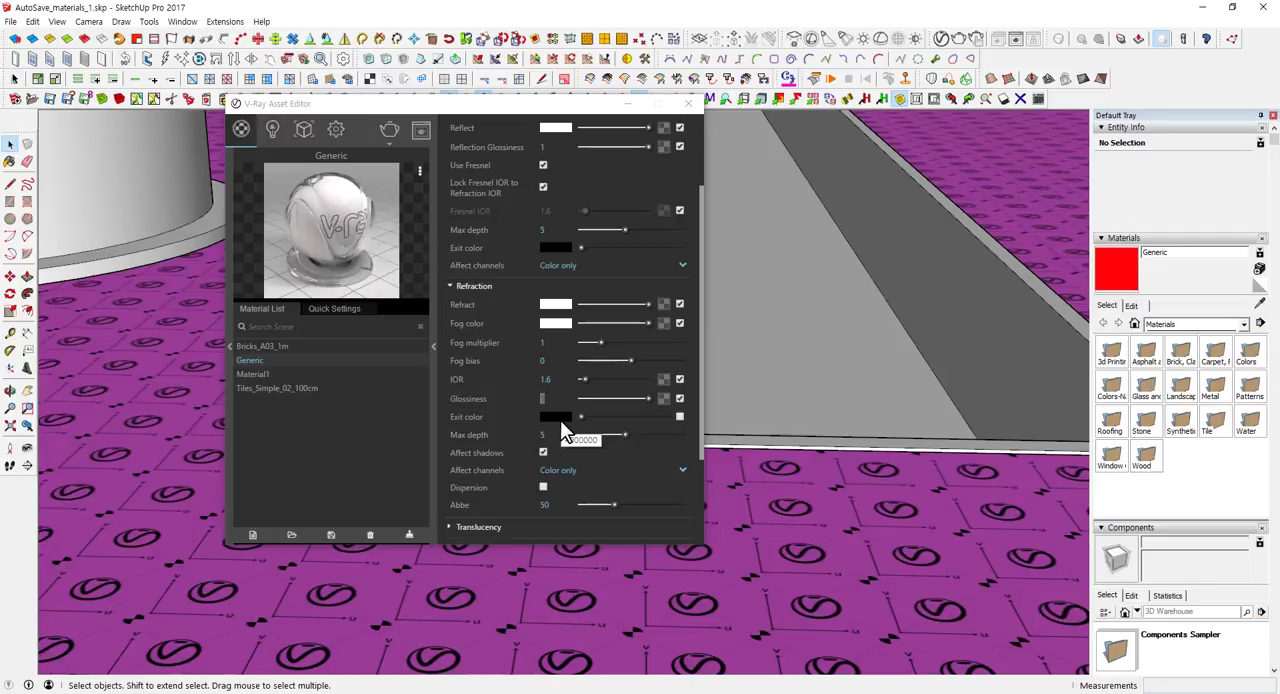 AutoSave_materials_1.skp - SketchUp Pro 2017
File Edit View Camera Draw Tools Window Extensions Help
V-Ray Asset Editor
Generic
Material List
Quick Settings
Search Scene
Bricks_A03_1m
Generic
Material1
Tiles_Simple_02_100cm
Reflect
Reflection Glossiness 1
Use Fresnel
Lock Fresnel IOR to
Refraction IOR
Fresnel IOR 1.6
Max depth 5
Exit color
Affect channels Color only
Refraction
Refract
Fog color
Fog multiplier 1
Fog bias 0
IOR 1.6
Glossiness 1
Exit color
Max depth 5
Affect shadows
Affect channels Color only
Dispersion
Abbe 50
Translucency
Default Tray
Entity Info
No Selection
Materials
Generic
Select Edit
Materials
3d Printi Asphalt a Brick, Cla Carpet, F Colors
Colors-N Glass and Landscap Metal Patterns
Roofing Stone Synthetic Tile Water
Window Wood
Components
Select Edit Statistics
3D Warehouse
Components Sampler
Select objects. Shift to extend select. Drag mouse to select multiple.
Measurements